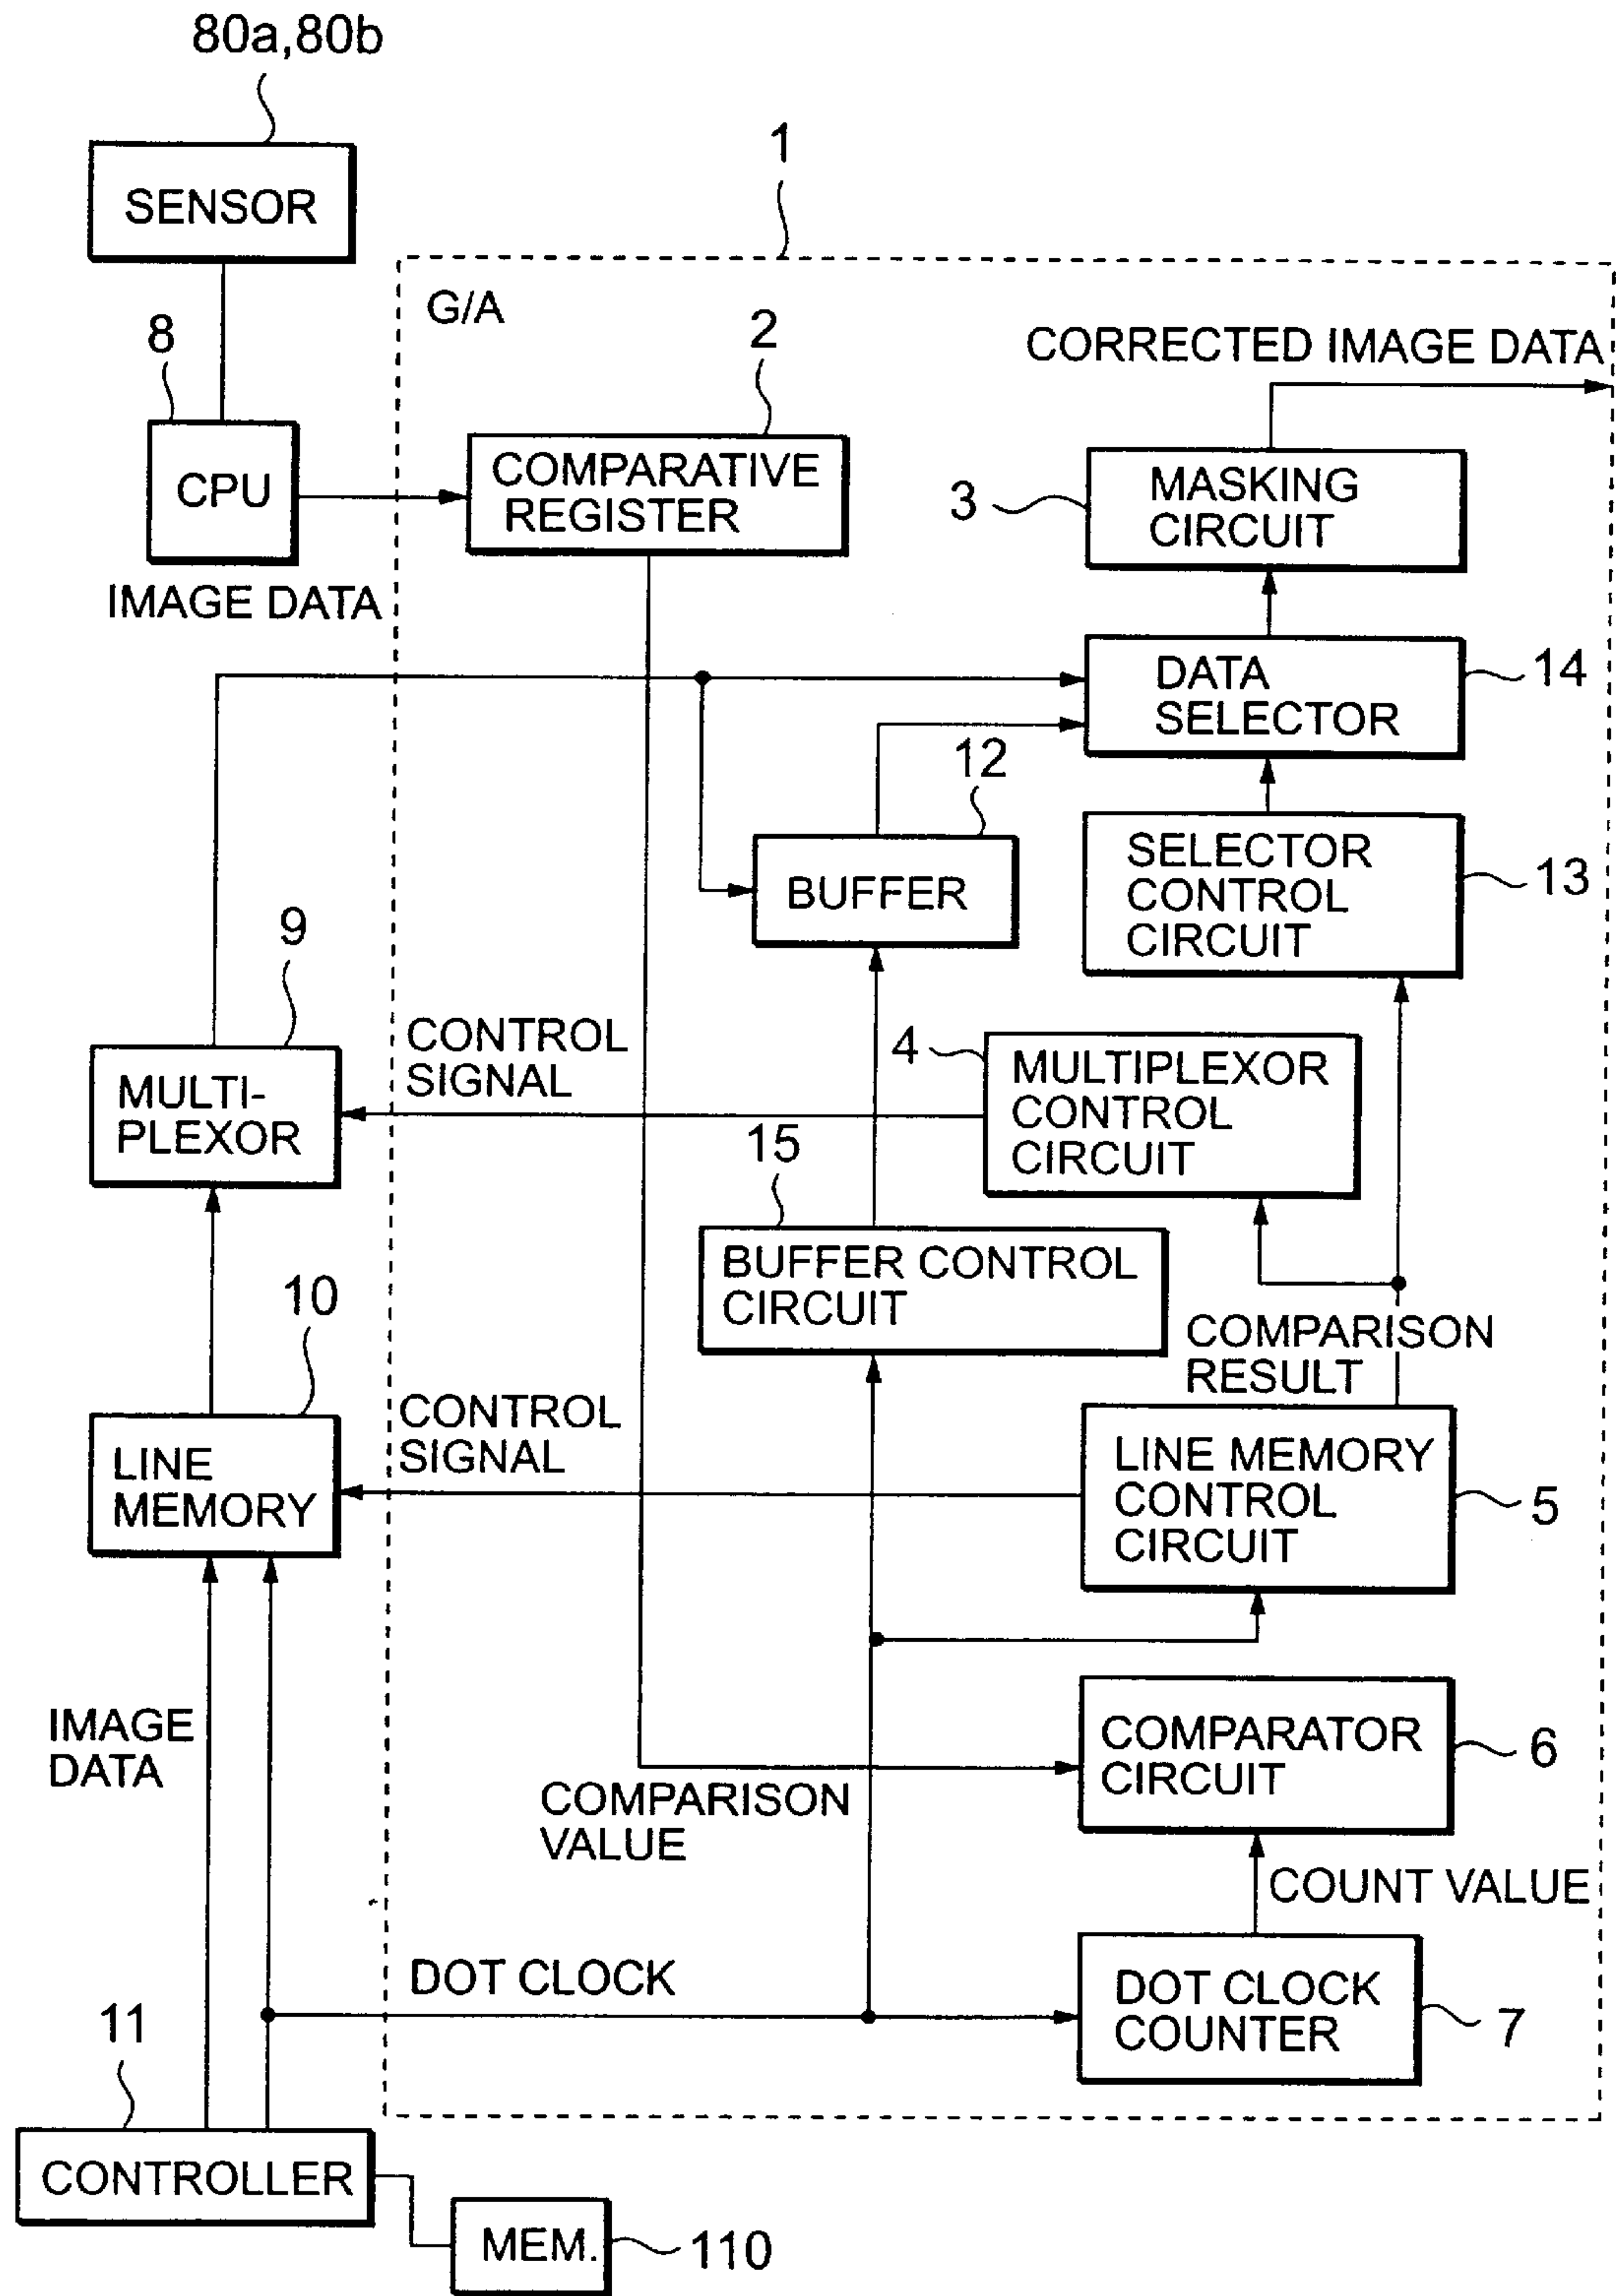 80a,80b
SENSOR
1
G/A
8
CPU
IMAGE DATA
2
COMPARATIVE
REGISTER
CORRECTED IMAGE DATA
3
MASKING
CIRCUIT
DATA
SELECTOR
14
12
BUFFER
SELECTOR
CONTROL
CIRCUIT
13
9
MULTI-
PLEXOR
CONTROL
SIGNAL
4
MULTIPLEXOR
CONTROL
CIRCUIT
15
BUFFER CONTROL
CIRCUIT
COMPARISON
RESULT
10
LINE
MEMORY
CONTROL
SIGNAL
LINE MEMORY
CONTROL
CIRCUIT
5
IMAGE
DATA
COMPARATOR
CIRCUIT
6
COMPARISON
VALUE
COUNT VALUE
DOT CLOCK
DOT CLOCK
COUNTER
7
11
CONTROLLER
MEM.
110